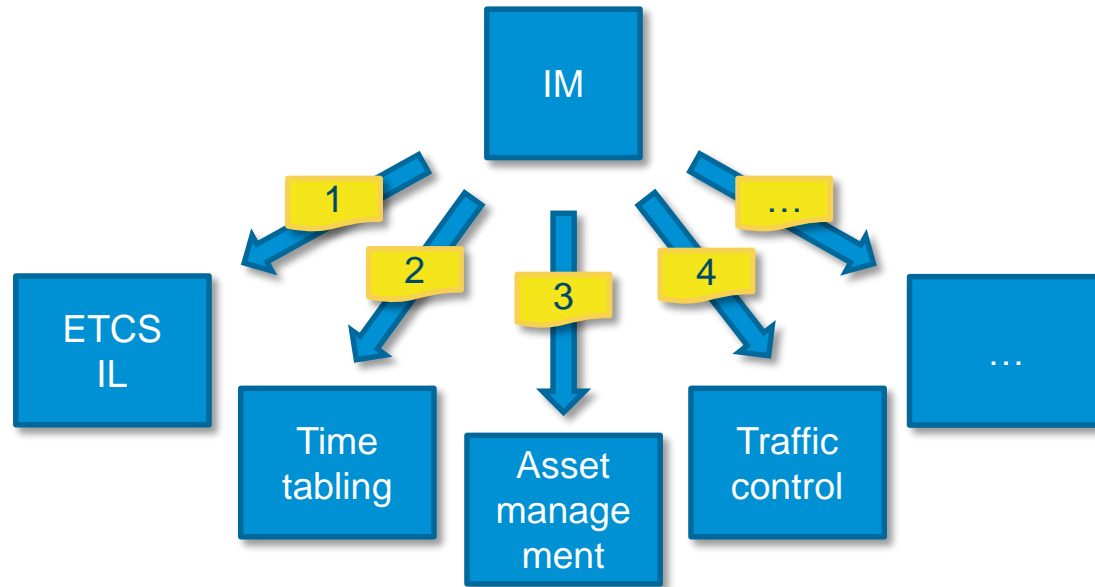 IM
1
2
3
4
…
ETCS
IL
Time
tabling
Asset
manage
ment
Traffic
control
…